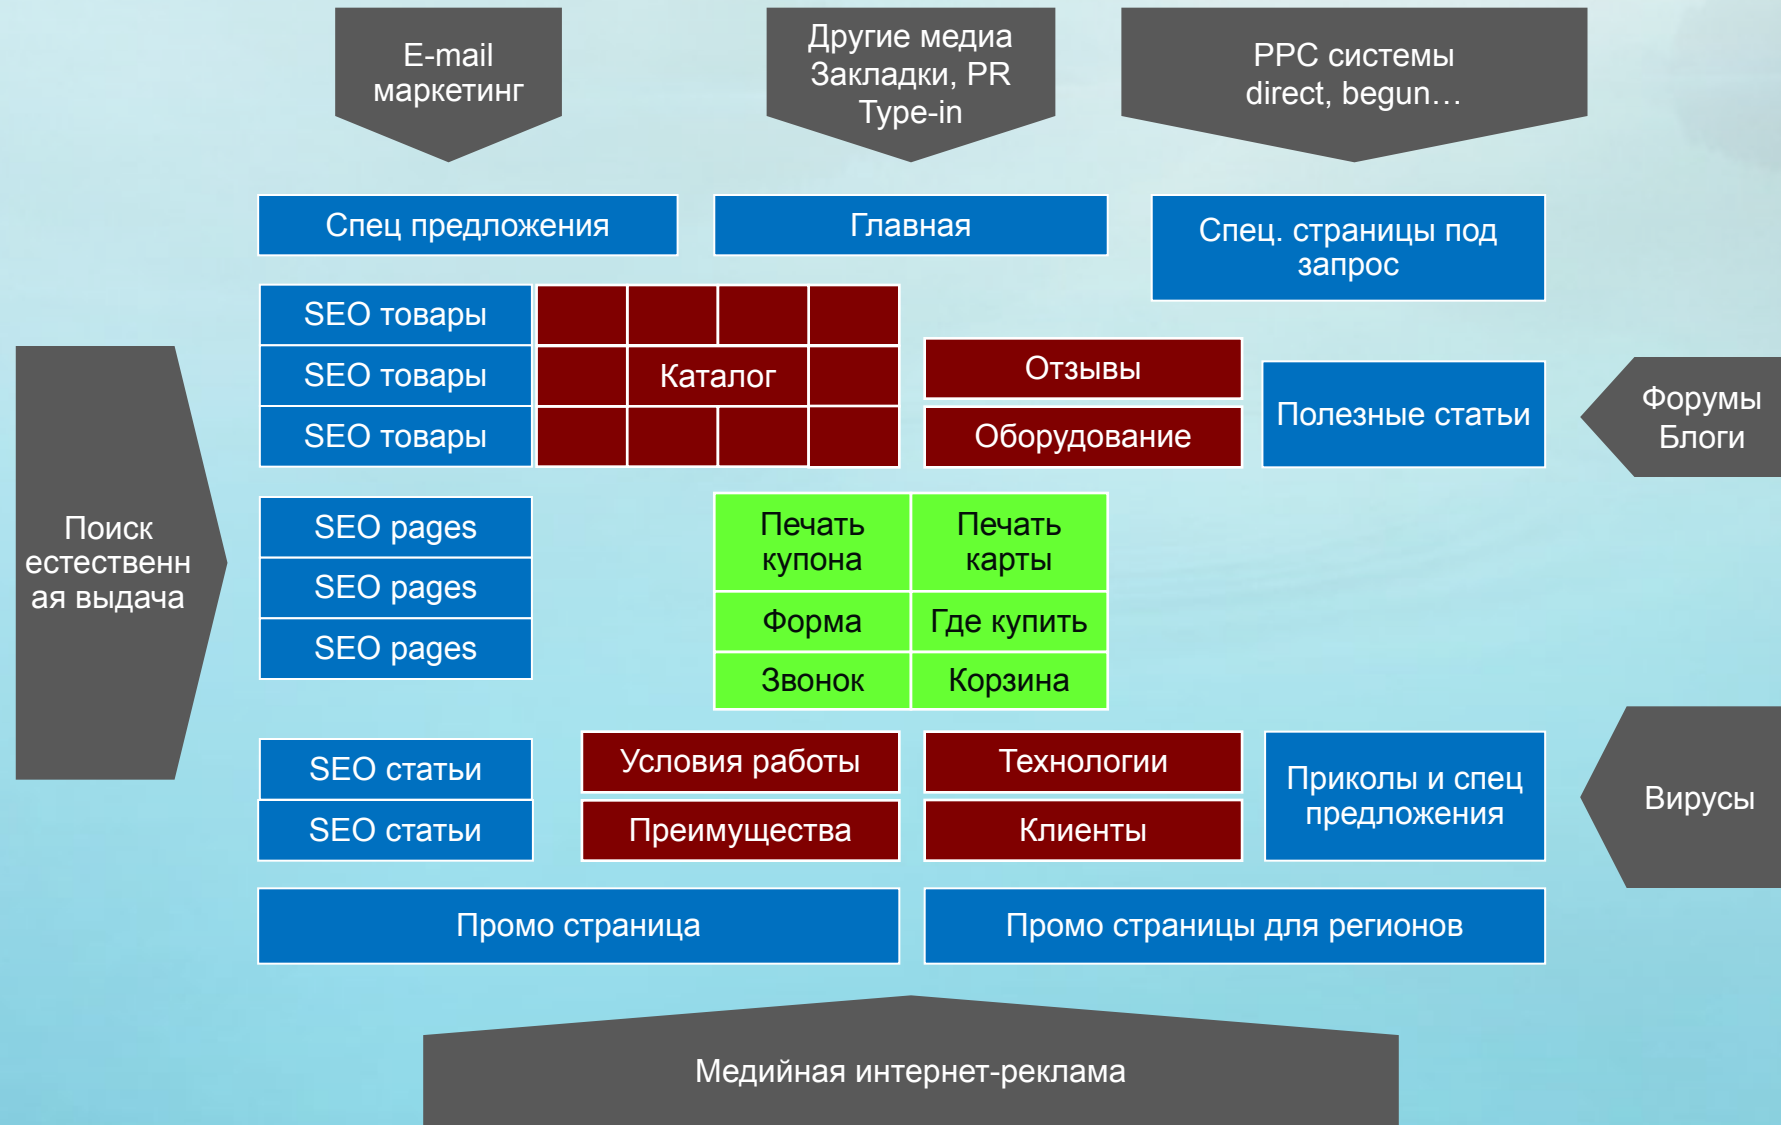 E-mail
маркетинг
Другие медиа
Закладки, PR
Type-in
PPC системы
direct, begun…
Спец предложения
Главная
Спец. страницы под
запрос
SEO товары
SEO товары
SEO товары
Каталог
Отзывы
Оборудование
Полезные статьи
Форумы
Блоги
Поиск
естественн
ая выдача
SEO pages
SEO pages
SEO pages
Печать
купона
Печать
карты
Форма
Где купить
Звонок
Корзина
SEO статьи
SEO статьи
Условия работы
Преимущества
Технологии
Клиенты
Приколы и спец
предложения
Вирусы
Промо страница
Промо страницы для регионов
Медийная интернет-реклама